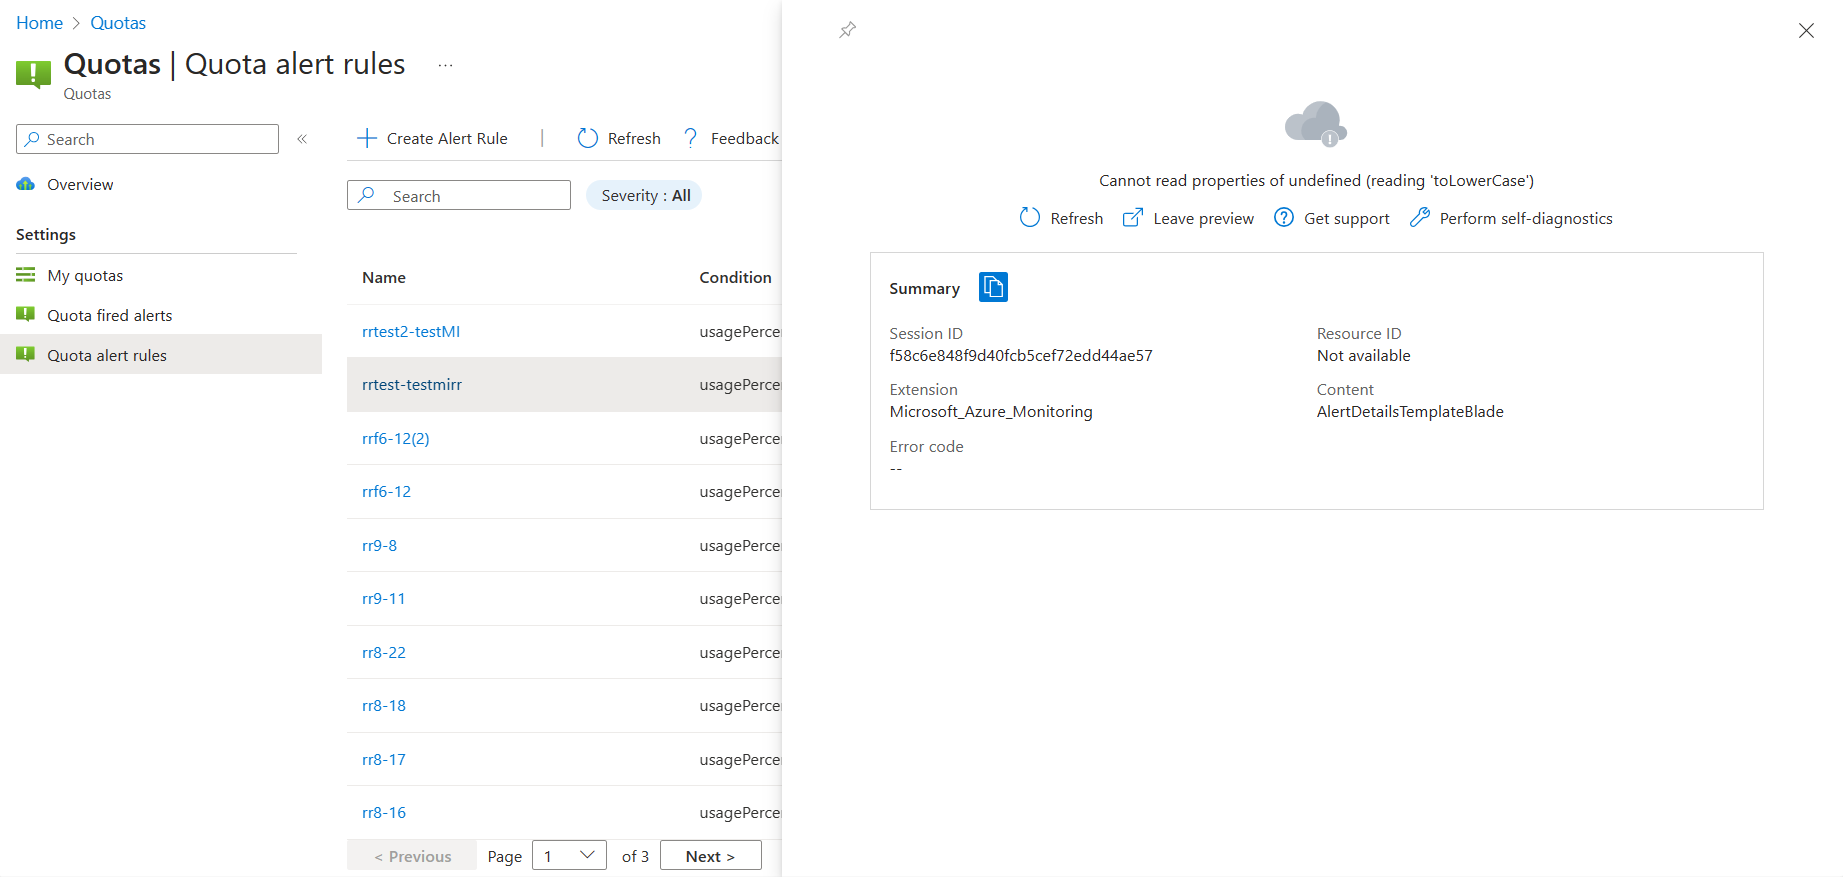 Home > Quotas
Quotas | Quota alert rules ...
Quotas
Search
«
Overview
Settings
My quotas
Quota fired alerts
Quota alert rules
Create Alert Rule | Refresh ? Feedback
Search
Severity : All
Name Condition
rrtest2-testMI usagePerce
rrtest-testmirr usagePerce
rrf6-12(2) usagePerce
rrf6-12 usagePerce
rr9-8 usagePerce
rr9-11 usagePerce
rr8-22 usagePerce
rr8-18 usagePerce
rr8-17 usagePerce
rr8-16 usagePerce
< Previous Page 1 of 3 Next >
Cannot read properties of undefined (reading 'toLowerCase')
Refresh Leave preview Get support Perform self-diagnostics
Summary
Session ID
f58c6e848f9d40fcb5cef72edd44ae57
Resource ID
Not available
Extension
Microsoft_Azure_Monitoring
Content
AlertDetailsTemplateBlade
Error code
--